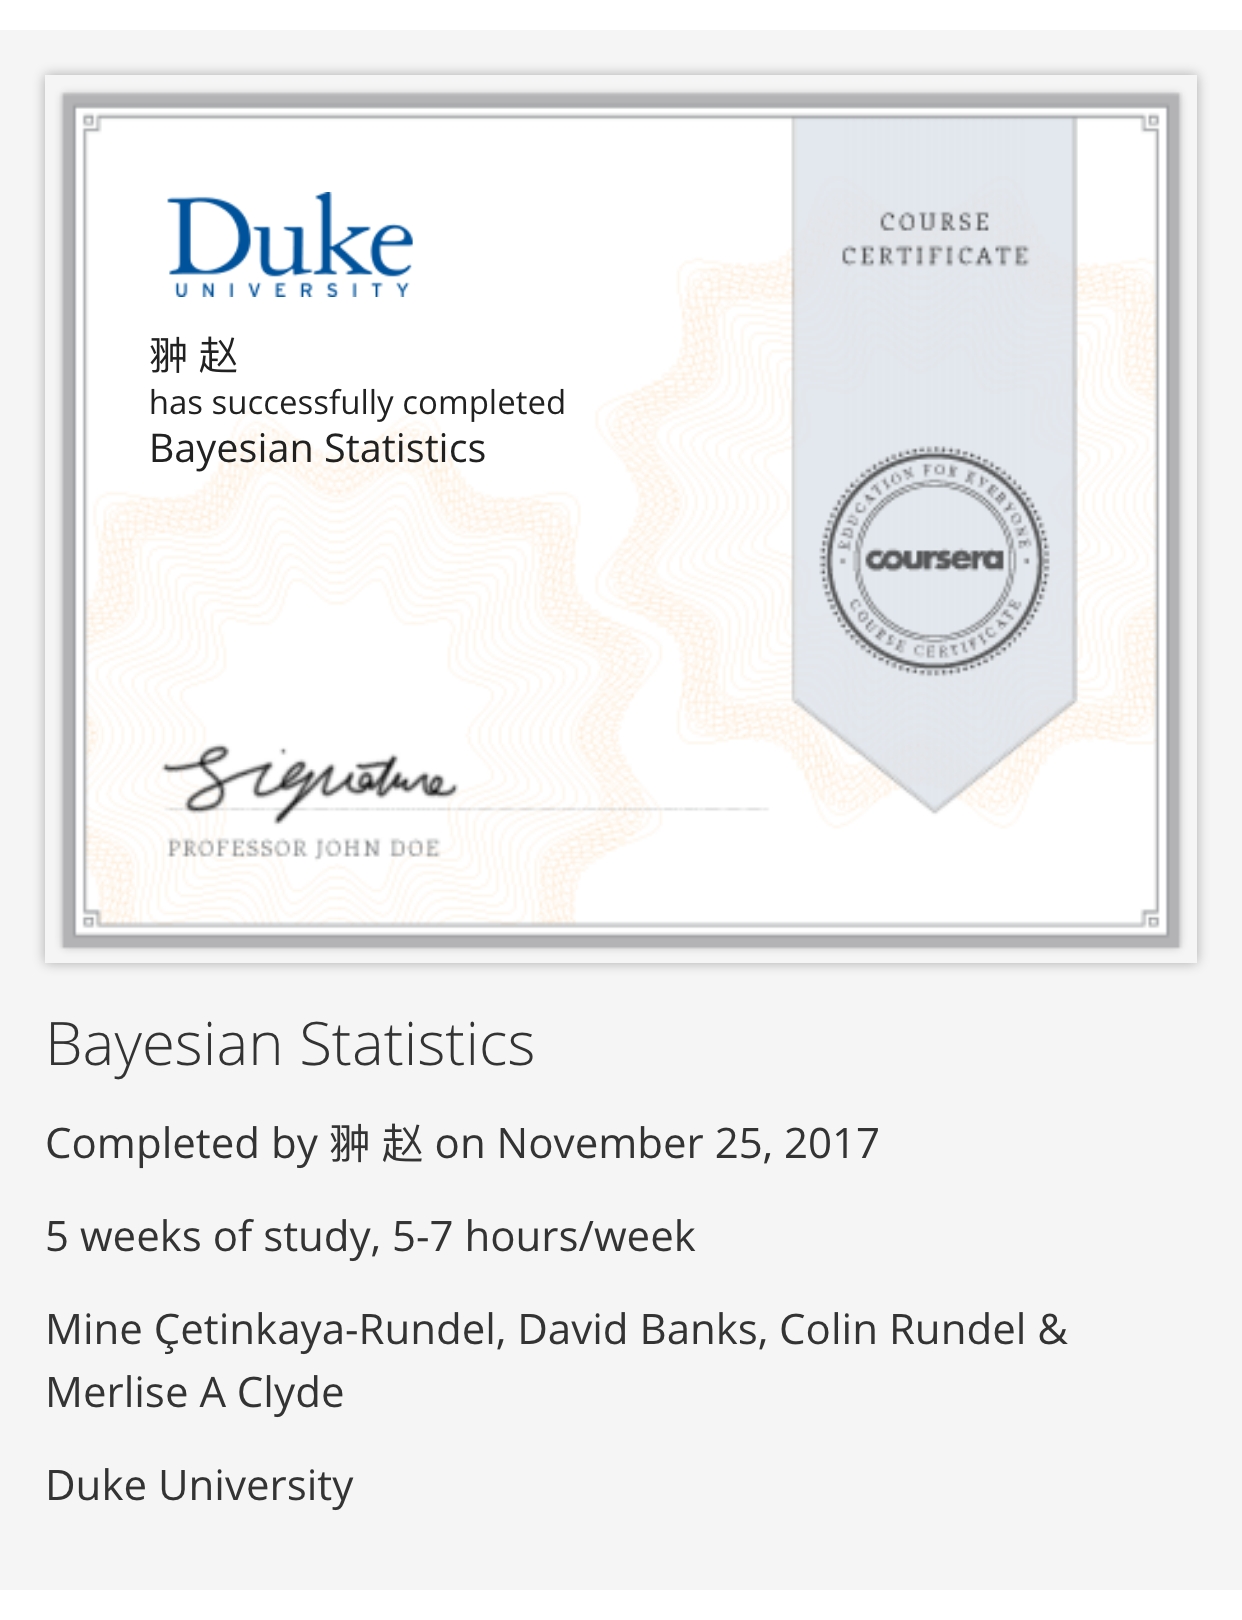 Duke
UNIVERSITY
翀 赵
has successfully completed
Bayesian Statistics
COURSE
CERTIFICATE
EDUCATION FOR EVERYONE
coursera
COURSE CERTIFICATE
Signature
PROFESSOR JOHN DOE
Bayesian Statistics
Completed by 翀 赵 on November 25, 2017
5 weeks of study, 5-7 hours/week
Mine Çetinkaya-Rundel, David Banks, Colin Rundel &
Merlise A Clyde
Duke University